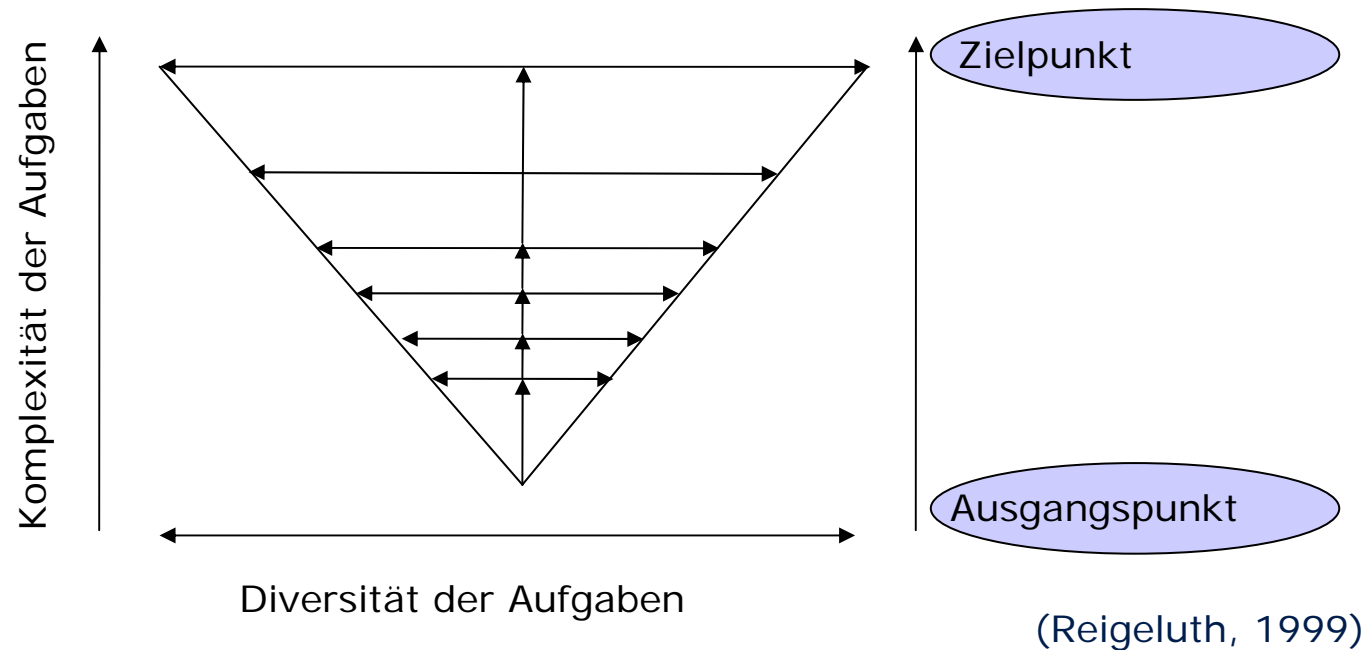 Komplexität der Aufgaben
Zielpunkt
Ausgangspunkt
Diversität der Aufgaben
(Reigeluth, 1999)